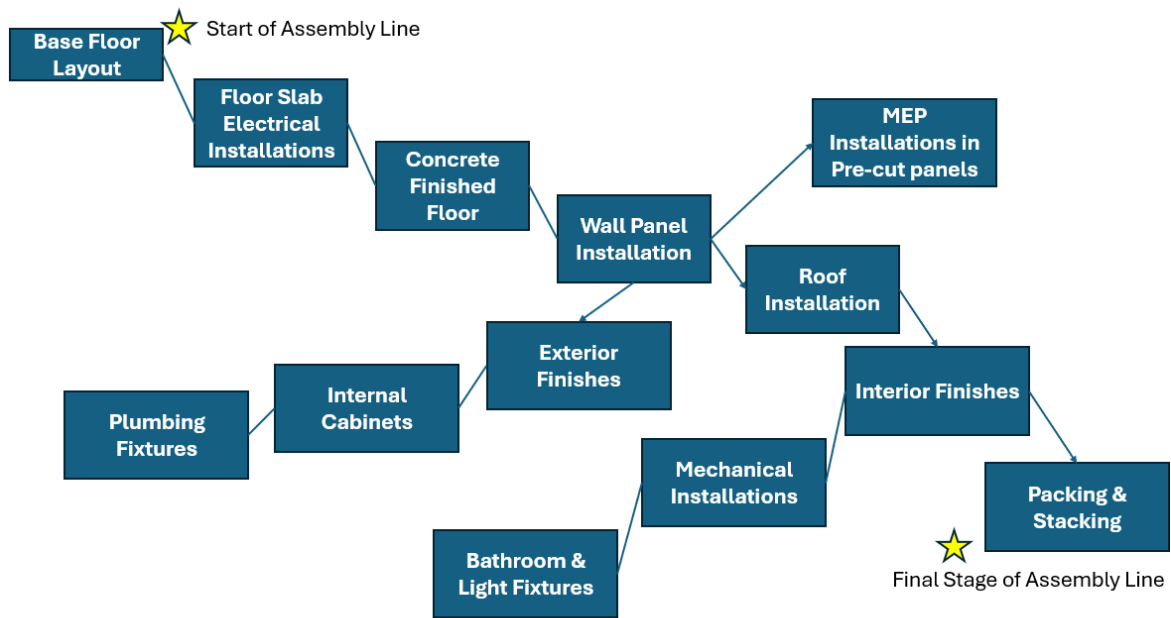 Start of Assembly Line
Base Floor
Layout
Floor Slab
Electrical
Installations
Concrete
Finished
Floor
MEP
Installations in
Pre-cut panels
Wall Panel
Installation
Roof
Installation
Exterior
Finishes
Interior Finishes
Internal
Cabinets
Plumbing
Fixtures
Mechanical
Installations
Packing &
Stacking
Bathroom &
Light Fixtures
Final Stage of Assembly Line